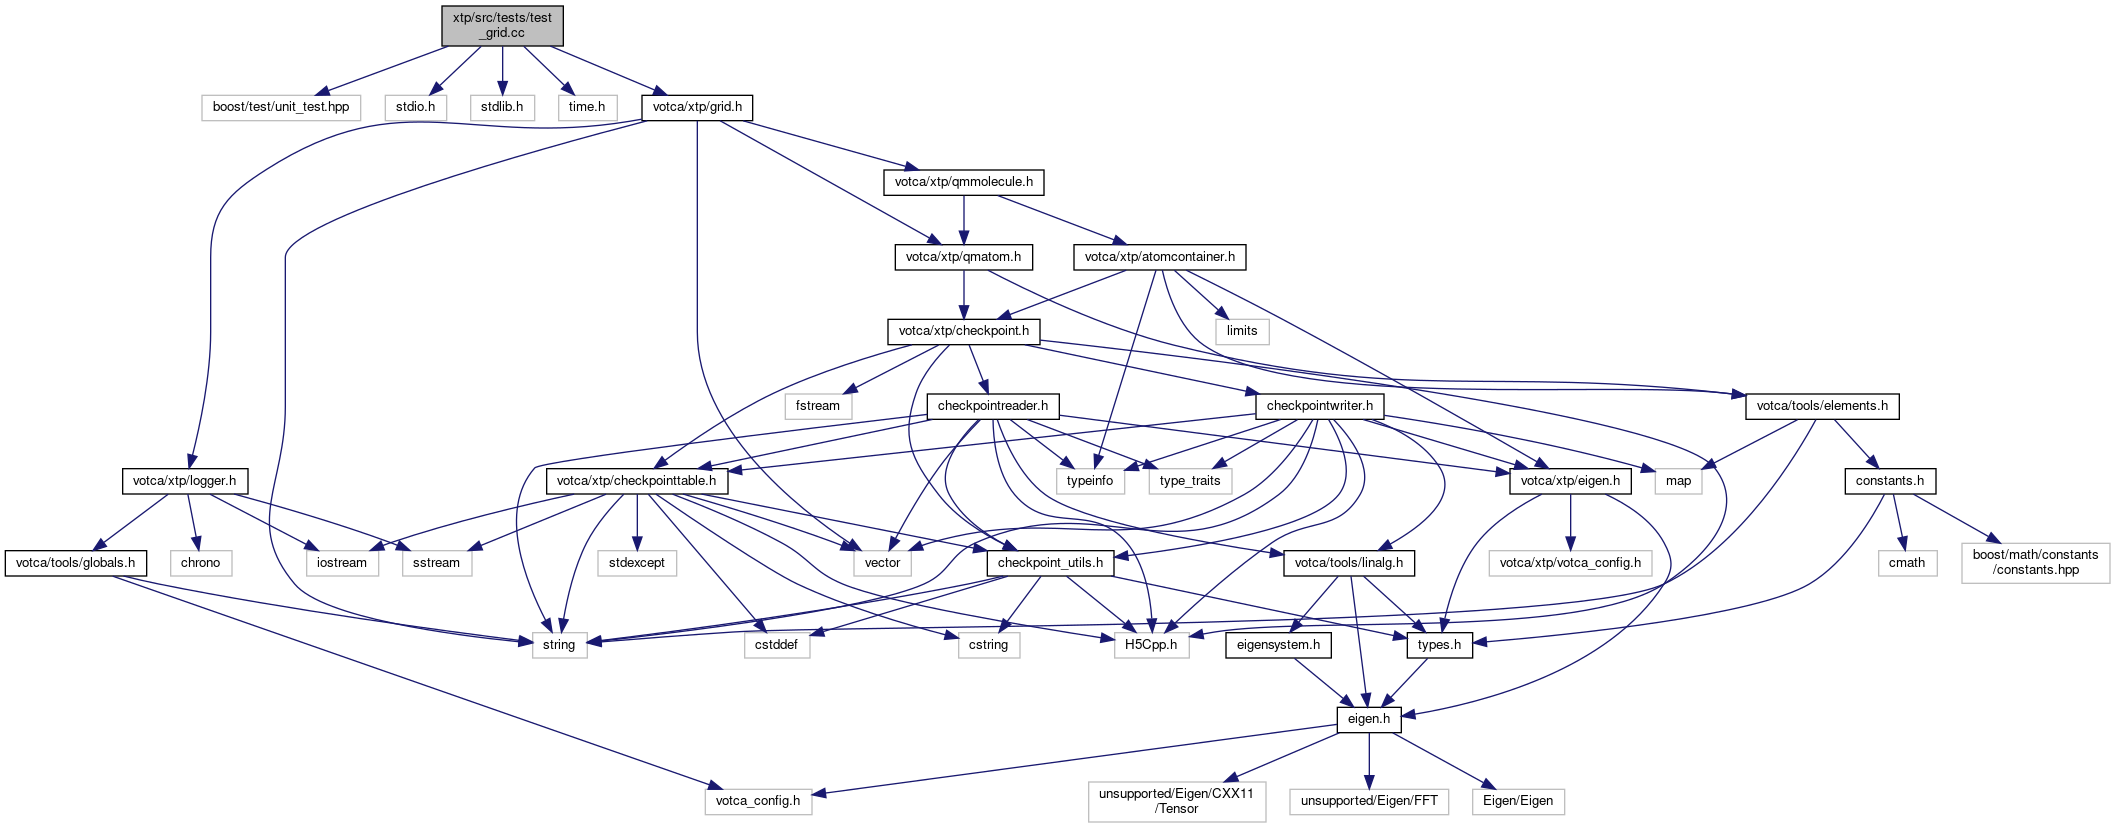 xtp/src/tests/test
_grid.cc
boost/test/unit_test.hpp
stdio.h
stdlib.h
time.h
votca/xtp/grid.h
votca/xtp/qmmolecule.h
votca/xtp/qmatom.h
votca/xtp/atomcontainer.h
votca/xtp/checkpoint.h
limits
fstream
checkpointreader.h
checkpointwriter.h
votca/tools/elements.h
votca/xtp/logger.h
votca/xtp/checkpointtable.h
typeinfo
type_traits
votca/xtp/eigen.h
map
constants.h
votca/tools/globals.h
chrono
iostream
sstream
stdexcept
vector
checkpoint_utils.h
votca/tools/linalg.h
votca/xtp/votca_config.h
cmath
boost/math/constants
/constants.hpp
string
cstddef
cstring
H5Cpp.h
eigensystem.h
types.h
eigen.h
votca_config.h
unsupported/Eigen/CXX11
/Tensor
unsupported/Eigen/FFT
Eigen/Eigen